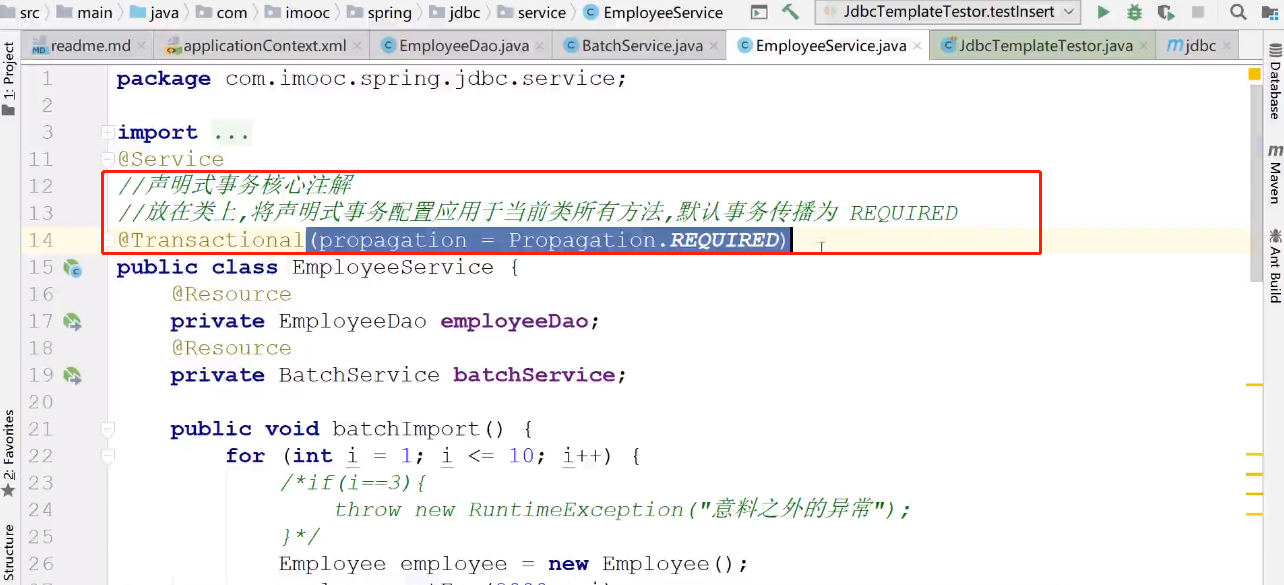 src main java com imooc spring jdbc service EmployeeService JdbcTemplateTestor.testInsert
readme.md applicationContext.xml EmployeeDao.java BatchService.java EmployeeService.java JdbcTemplateTestor.java jdbc
1: Project
2: Favorites
Structure
Database
Maven
Ant Build
1 package com.imooc.spring.jdbc.service;
2
3 import ...
11 @Service
12 //声明式事务核心注解
13 //放在类上,将声明式事务配置应用于当前类所有方法,默认事务传播为 REQUIRED
14 @Transactional(propagation = Propagation.REQUIRED)
15 public class EmployeeService {
16 @Resource
17 private EmployeeDao employeeDao;
18 @Resource
19 private BatchService batchService;
20
21 public void batchImport() {
22 for (int i = 1; i <= 10; i++) {
23 /*if(i==3){
24 throw new RuntimeException("意料之外的异常");
25 }*/
26 Employee employee = new Employee();